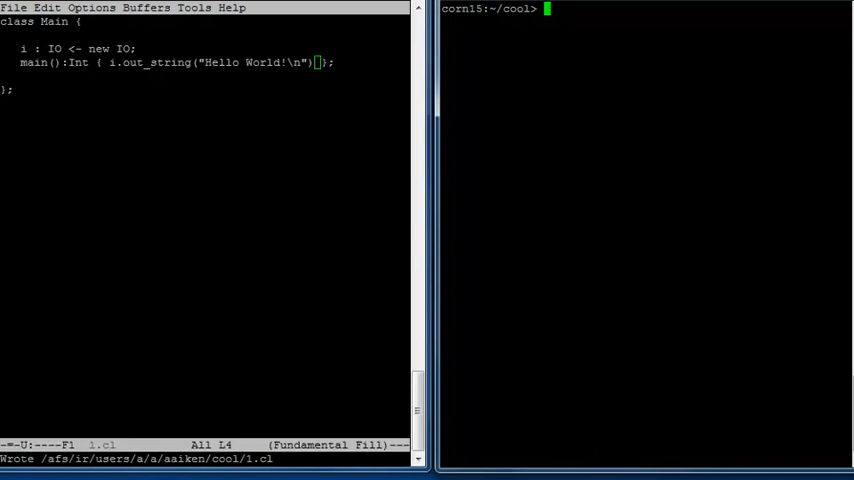 File Edit Options Buffers Tools Help
class Main {
i : IO <- new IO;
main():Int { i.out_string("Hello World!\n") };
};
-=-U:----F1 1.cl All L4 (Fundamental Fill)---
Wrote /afs/ir/users/a/a/aaiken/cool/1.cl
corn15:~/cool>